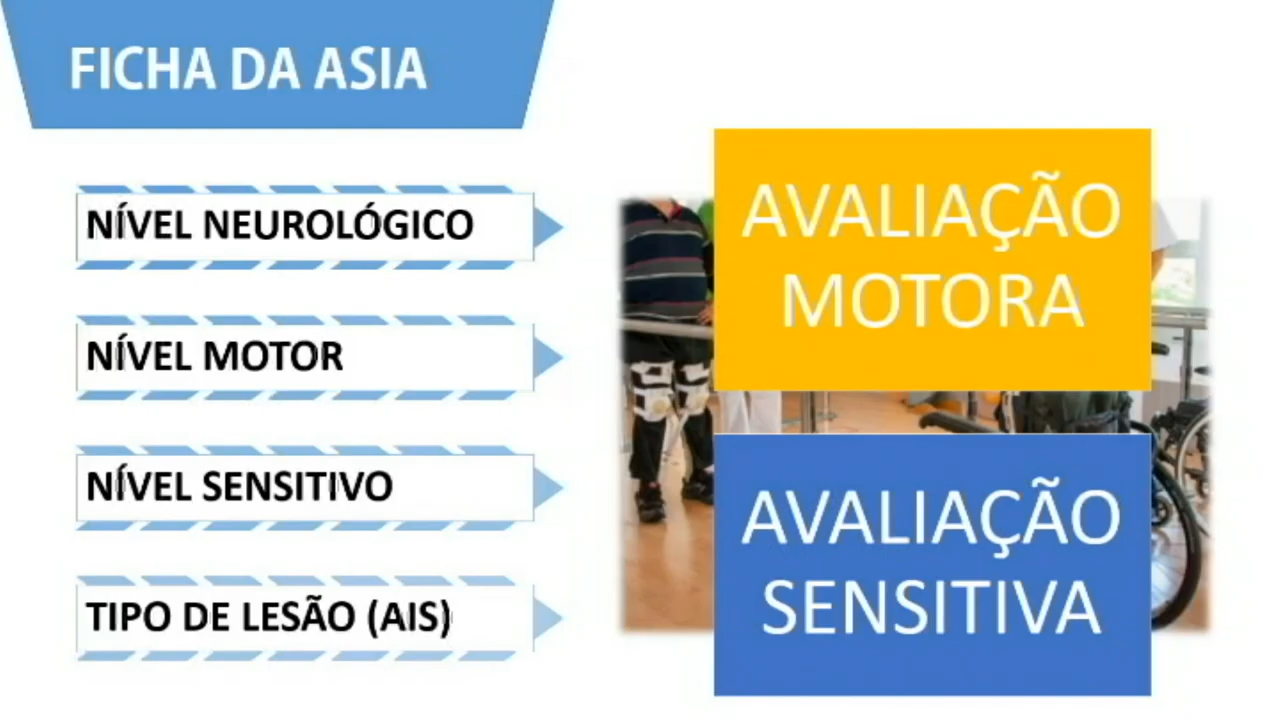 FICHA DA ASIA
NÍVEL NEUROLÓGICO
NÍVEL MOTOR
NÍVEL SENSITIVO
TIPO DE LESÃO (AIS)
AVALIAÇÃO
MOTORA
AVALIAÇÃO
SENSITIVA